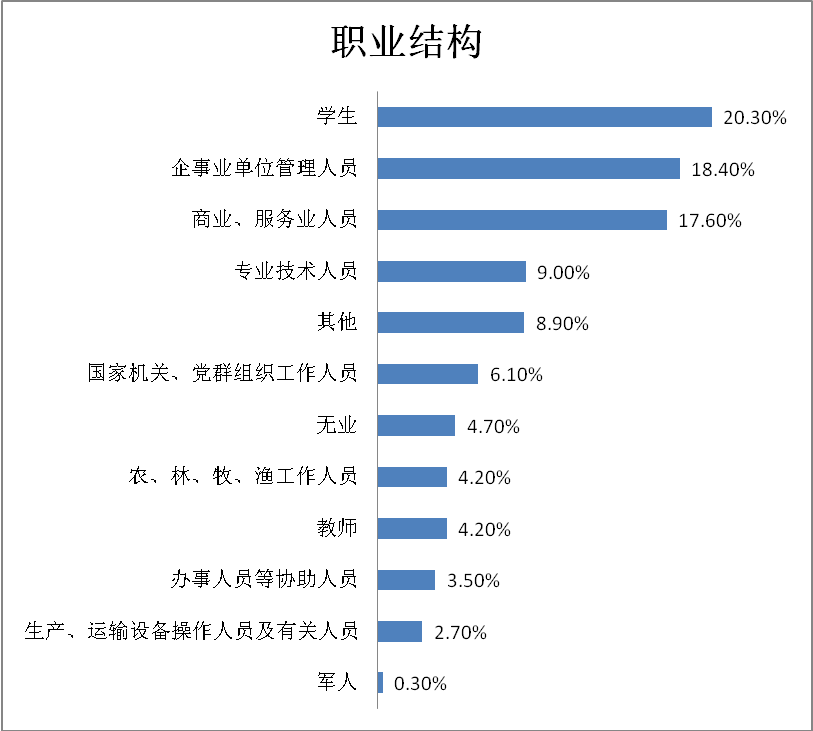 职业结构
学生 20.30%
企事业单位管理人员 18.40%
商业、服务业人员 17.60%
专业技术人员 9.00%
其他 8.90%
国家机关、党群组织工作人员 6.10%
无业 4.70%
农、林、牧、渔工作人员 4.20%
教师 4.20%
办事人员等协助人员 3.50%
生产、运输设备操作人员及有关人员 2.70%
军人 0.30%